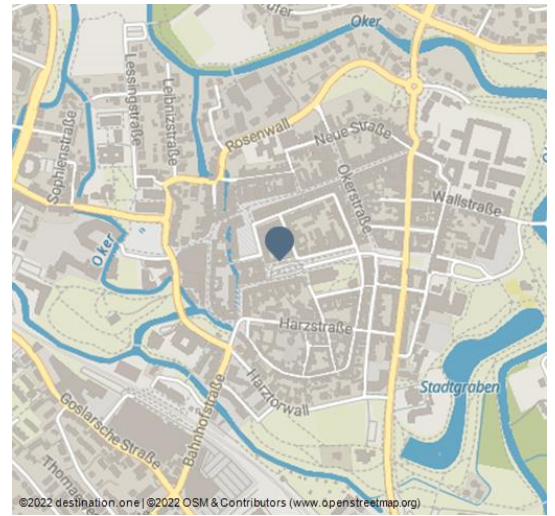 Oker
Lessingstraße
Leibnizstraße
Sophienstraße
Rosenwall
Neue Straße
Okerstraße
Wallstraße
Oker
Harzstraße
Stadtgraben
Harztorwall
Bahnhofstraße
Goslarsche Straße
©2022 destination.one | ©2022 OSM & Contributors (www.openstreetmap.org)